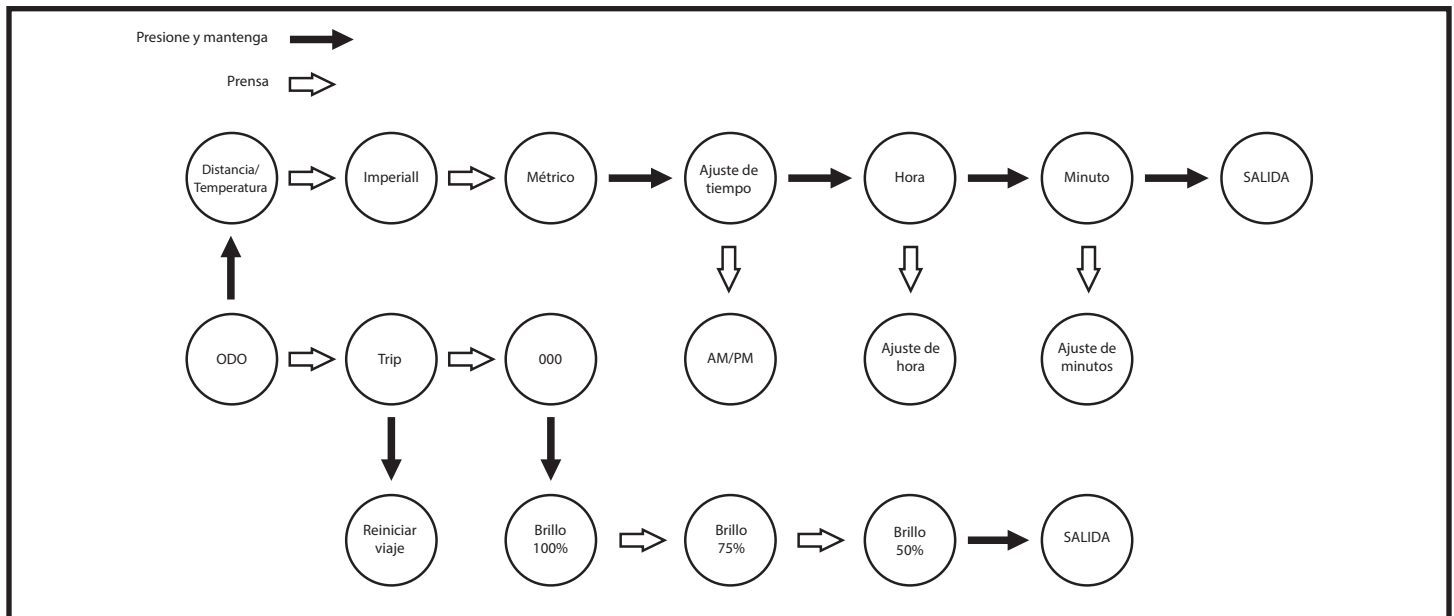 Presione y mantenga
Prensa
Distancia/
Temperatura
Imperiall
Métrico
Ajuste de
tiempo
Hora
Minuto
SALIDA
ODO
Trip
000
AM/PM
Ajuste de
hora
Ajuste de
minutos
Reiniciar
viaje
Brillo
100%
Brillo
75%
Brillo
50%
SALIDA